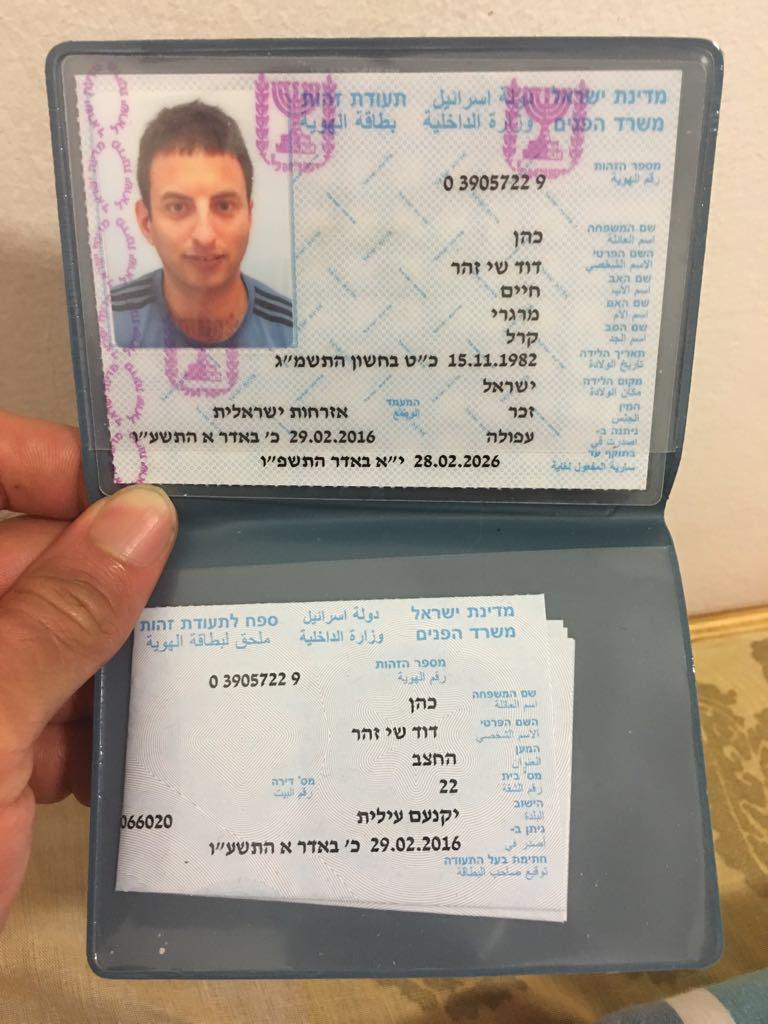 מדינת ישראל دولة اسرائيل תעודת זהות
משרד הפנים وزارة الداخلية بطاقة الهوية
מספר הזהות
رقم الهوية
0 3905722 9
שם המשפחה כהן
اسم العائلة
השם הפרטי דוד שי זהר
الاسم الشخصي
שם האב חיים
اسم الاب
שם האם מרגרי
اسم الام
שם הסב קרל
اسم الجد
תאריך הלידה 15.11.1982 כ"ט בחשון התשמ"ג
تاريخ الولادة
מקום הלידה ישראל
مكان الولادة
המין זכר המעמד אזרחות ישראלית
الجنس الوضع
ניתנה ב- עפולה 29.02.2016 כ' באדר א התשע"ו
اصدرت في
בתוקף עד 28.02.2026 י"א באדר התשפ"ו
سارية المفعول لغاية
מדינת ישראל دولة اسرائيل ספח לתעודת זהות
משרד הפנים وزارة الداخلية ملحق لبطاقة الهوية
מספר הזהות
رقم الهوية
0 3905722 9
שם המשפחה כהן
اسم العائلة
השם הפרטי דוד שי זהר
الاسم الشخصي
המען החצב
العنوان
מס' בית 22 מס' דירה
رقم الشقة رقم البيت
הישוב יקנעם עילית 066020
البلدة
ניתן ב- 29.02.2016 כ' באדר א התשע"ו
اصدر في
חתימת בעל התעודה
توقيع صاحب البطاقة